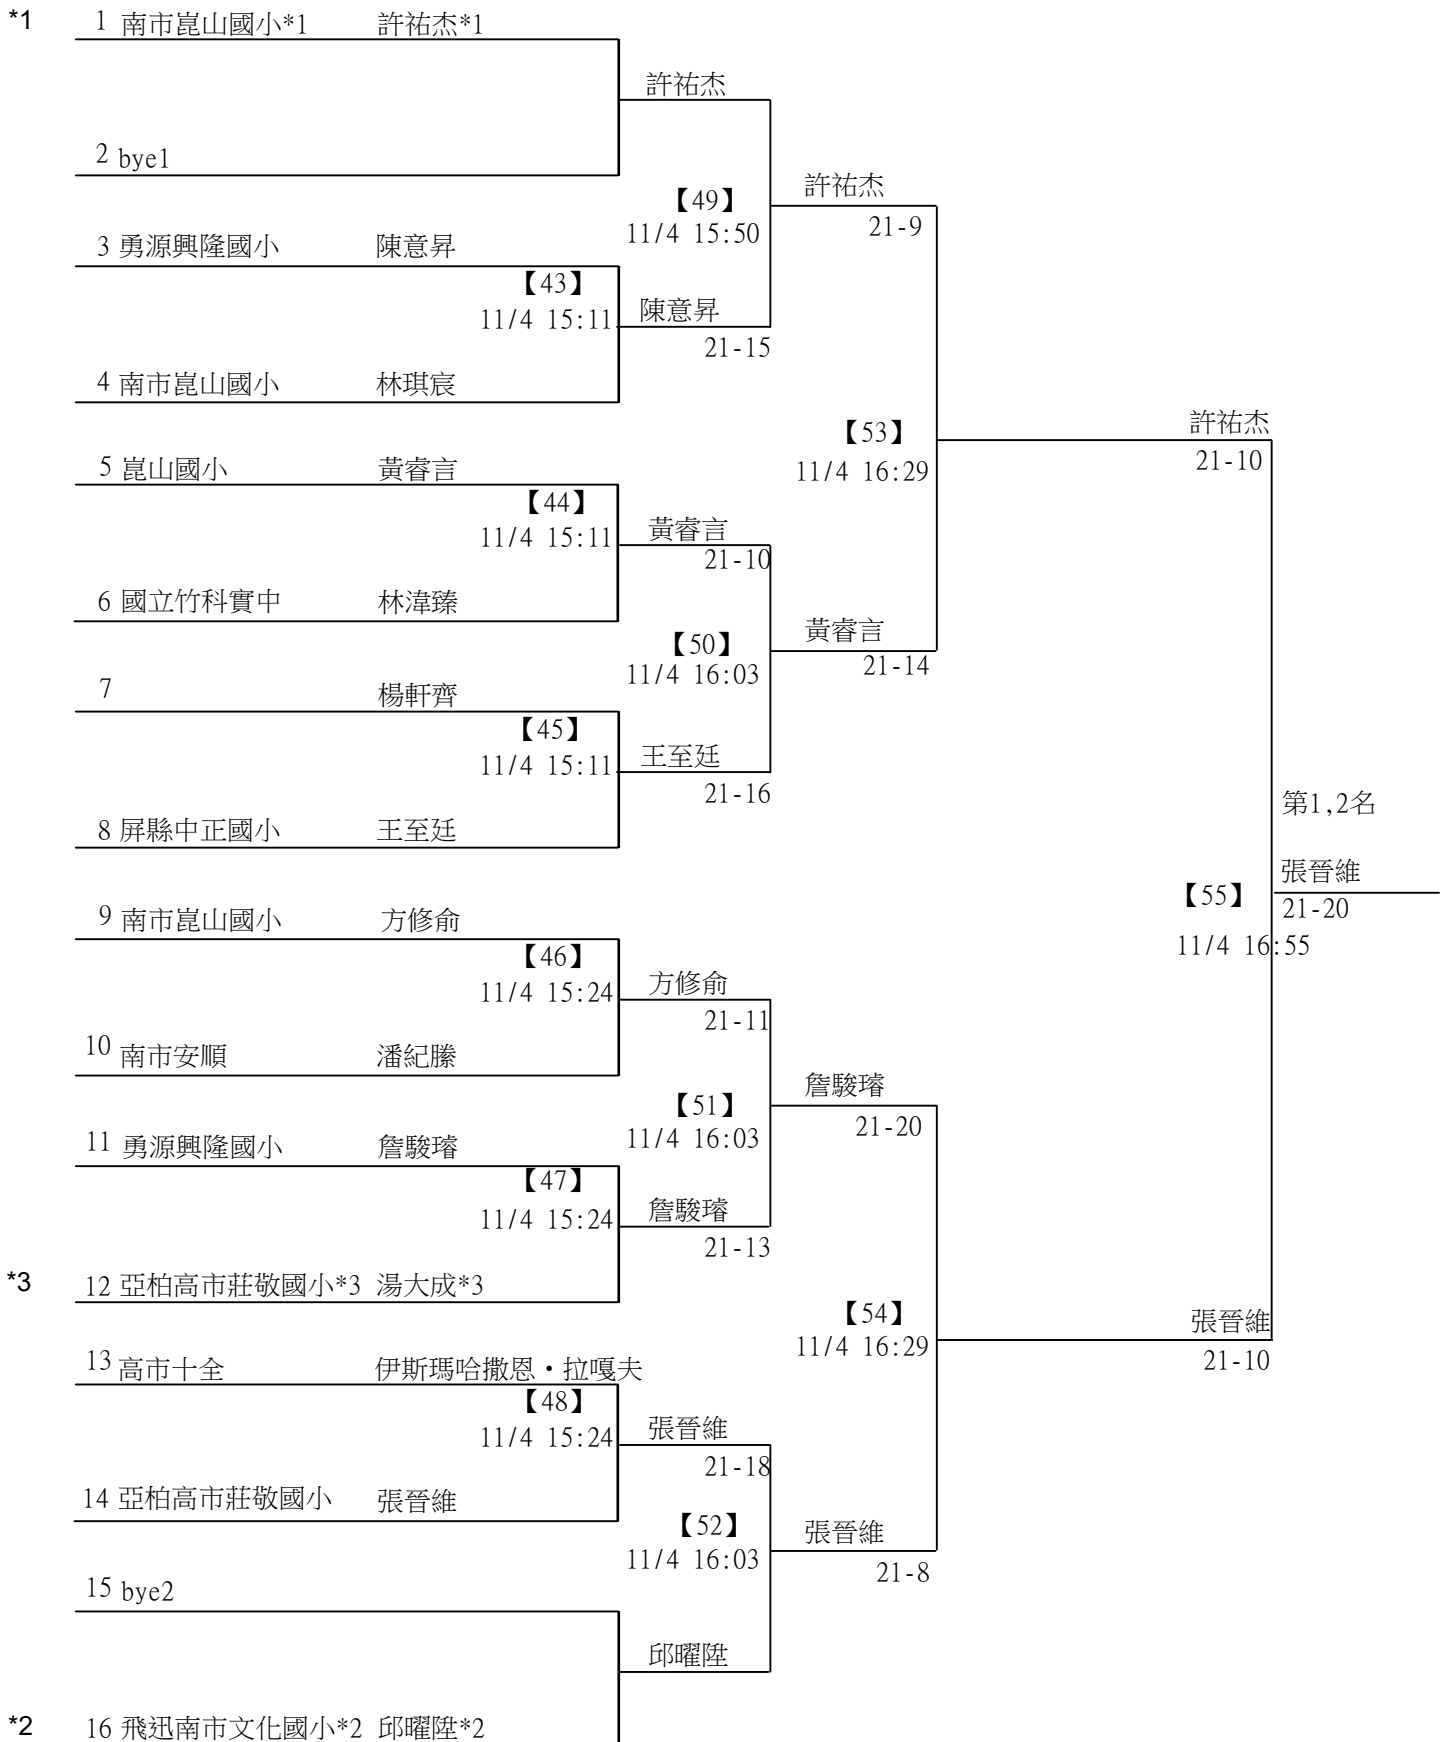 *1 1 南市崑山國小*1 許祐杰*1
許祐杰
2 bye1
【49】 許祐杰
11/4 15:50 21-9
3 勇源興隆國小 陳意昇
【43】
11/4 15:11 陳意昇
21-15
4 南市崑山國小 林琪宸
【53】 許祐杰
11/4 16:29 21-10
5 崑山國小 黃睿言
【44】
11/4 15:11 黃睿言
21-10
6 國立竹科實中 林湋臻
【50】 黃睿言
11/4 16:03 21-14
7 楊軒齊
【45】
11/4 15:11 王至廷
21-16
8 屏縣中正國小 王至廷
第1,2名
【55】 張晉維
11/4 16:55 21-20
9 南市崑山國小 方修俞
【46】
11/4 15:24 方修俞
21-11
10 南市安順 潘紀縢
【51】 詹駿璿
11/4 16:03 21-20
11 勇源興隆國小 詹駿璿
【47】
11/4 15:24 詹駿璿
21-13
*3 12 亞柏高市莊敬國小*3 湯大成*3
【54】 張晉維
11/4 16:29 21-10
13 高市十全 伊斯瑪哈撒恩・拉嘎夫
【48】
11/4 15:24 張晉維
21-18
14 亞柏高市莊敬國小 張晉維
【52】 張晉維
11/4 16:03 21-8
15 bye2
邱曜陞
*2 16 飛迅南市文化國小*2 邱曜陞*2